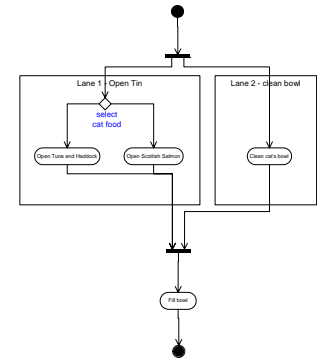 Lane 1 - Open Tin
Lane 2 - clean bowl
select
cat food
Open Tuna and Haddock
Open Scottish Salmon
Clean cat's bowl
Fill bowl